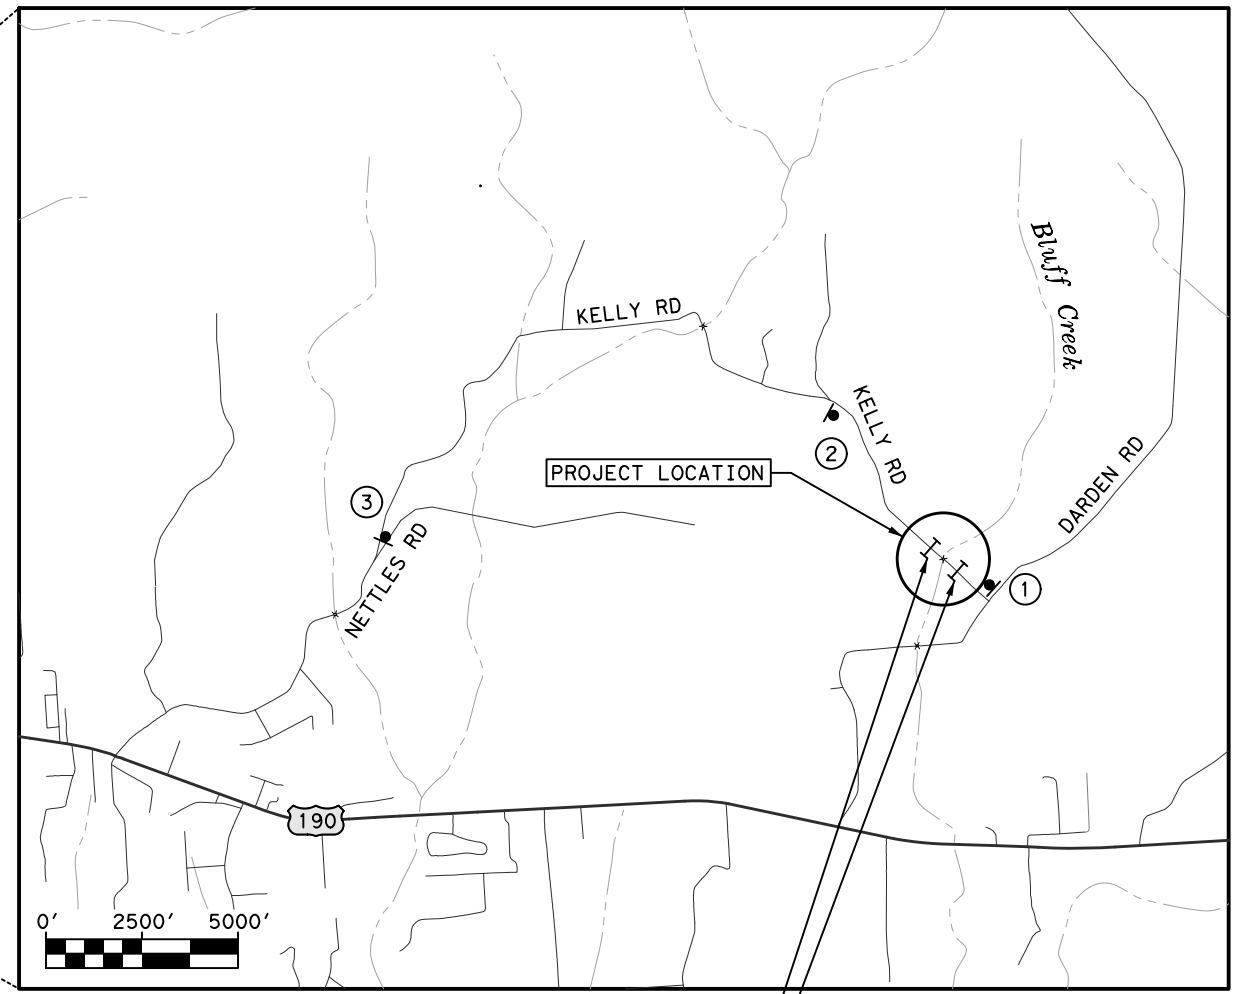 Bluff Creek
KELLY RD
KELLY RD
②
PROJECT LOCATION
DARDEN RD
③
NETTLES RD
①
190
0' 2500' 5000'